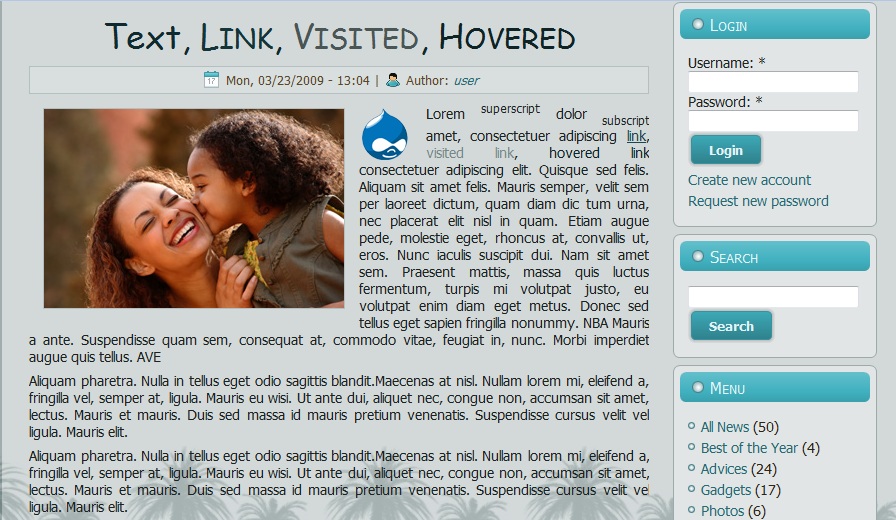 Text, Link, Visited, Hovered
17 Mon, 03/23/2009 - 13:04 | Author: user
Lorem superscript dolor subscript
amet, consectetuer adipiscing link,
visited link, hovered link
consectetuer adipiscing elit. Quisque sed felis.
Aliquam sit amet felis. Mauris semper, velit sem
per laoreet dictum, quam diam dic tum urna,
nec placerat elit nisl in quam. Etiam augue
pede, molestie eget, rhoncus at, convallis ut,
eros. Nunc iaculis suscipit dui. Nam sit amet
sem. Praesent mattis, massa quis luctus
fermentum, turpis mi volutpat justo, eu
volutpat enim diam eget metus. Donec sed
tellus eget sapien fringilla nonummy. NBA Mauris
a ante. Suspendisse quam sem, consequat at, commodo vitae, feugiat in, nunc. Morbi imperdiet
augue quis tellus. AVE
Aliquam pharetra. Nulla in tellus eget odio sagittis blandit.Maecenas at nisl. Nullam lorem mi, eleifend a,
fringilla vel, semper at, ligula. Mauris eu wisi. Ut ante dui, aliquet nec, congue non, accumsan sit amet,
lectus. Mauris et mauris. Duis sed massa id mauris pretium venenatis. Suspendisse cursus velit vel
ligula. Mauris elit.
Aliquam pharetra. Nulla in tellus eget odio sagittis blandit.Maecenas at nisl. Nullam lorem mi, eleifend a,
fringilla vel, semper at, ligula. Mauris eu wisi. Ut ante dui, aliquet nec, congue non, accumsan sit amet,
lectus. Mauris et mauris. Duis sed massa id mauris pretium venenatis. Suspendisse cursus velit vel
ligula. Mauris elit.
Login
Username: *
Password: *
Login
Create new account
Request new password
Search
Search
Menu
All News (50)
Best of the Year (4)
Advices (24)
Gadgets (17)
Photos (6)